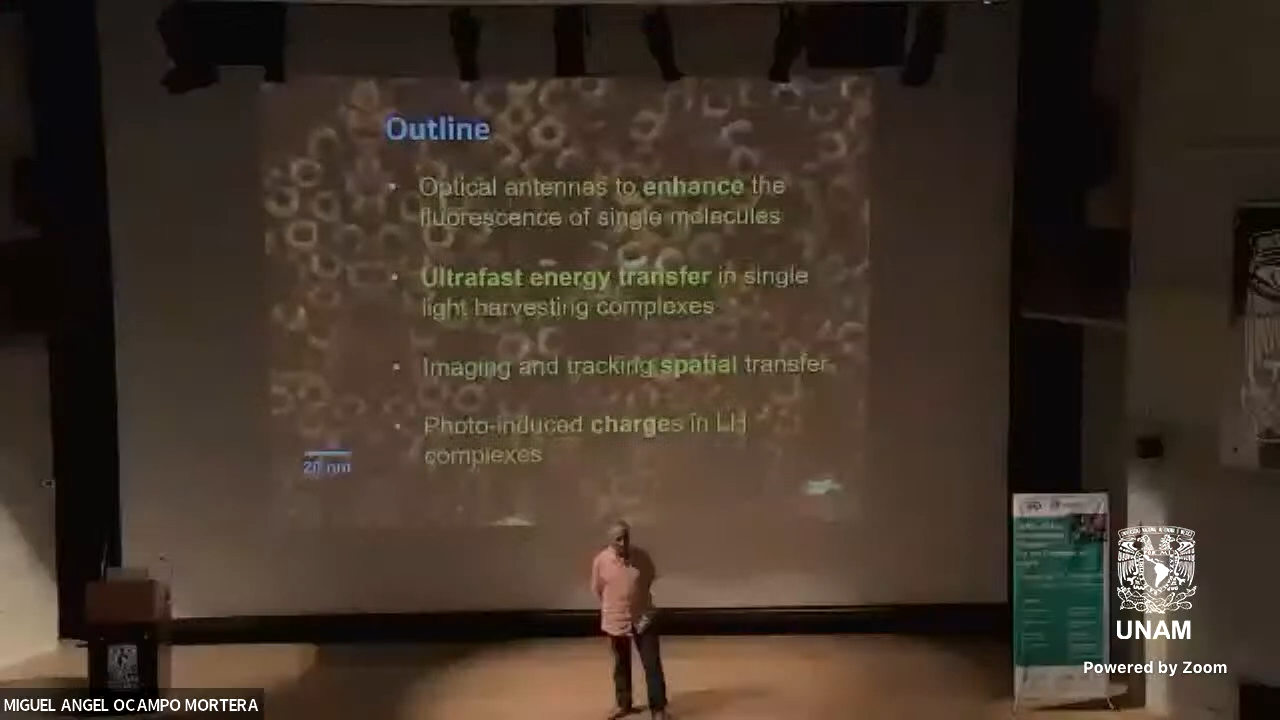 Outline
• Optical antennas to enhance the
fluorescence of single molecules
• Ultrafast energy transfer in single
light harvesting complexes
• Imaging and tracking spatial transfer
• Photo-induced charges in LH
complexes
20 nm
UNAM
Powered by Zoom
MIGUEL ANGEL OCAMPO MORTERA